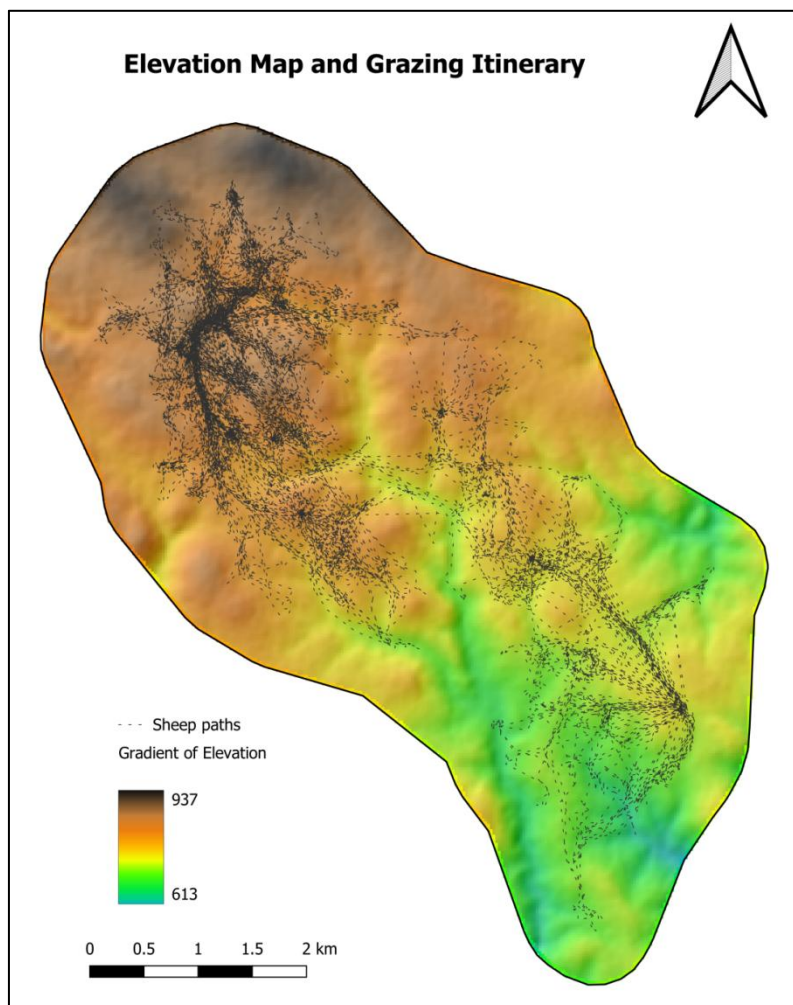 Elevation Map and Grazing Itinerary
Sheep paths
Gradient of Elevation
937
613
0 0.5 1 1.5 2 km